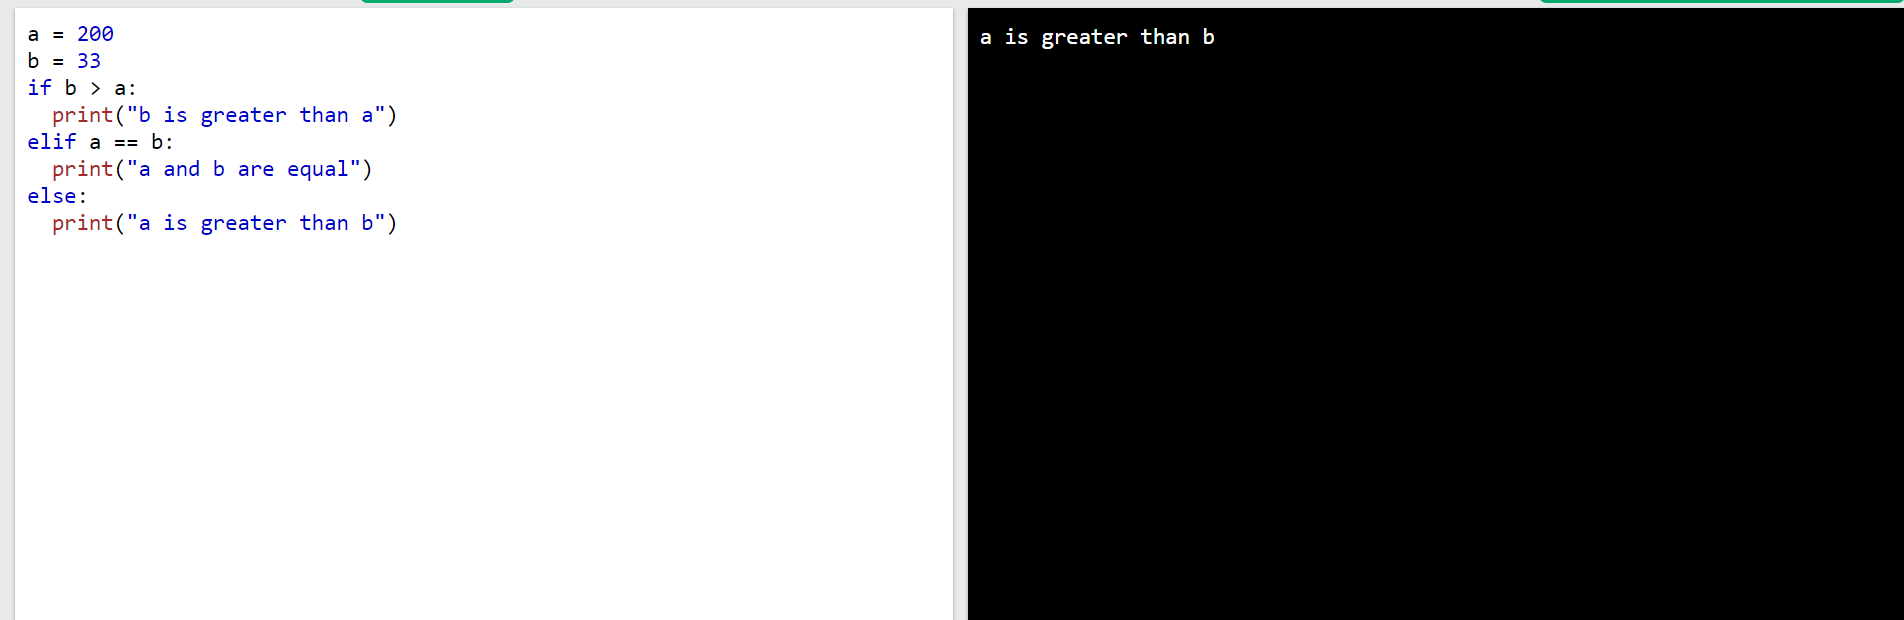 a = 200
b = 33
if b > a:
  print("b is greater than a")
elif a == b:
  print("a and b are equal")
else:
  print("a is greater than b")
a is greater than b